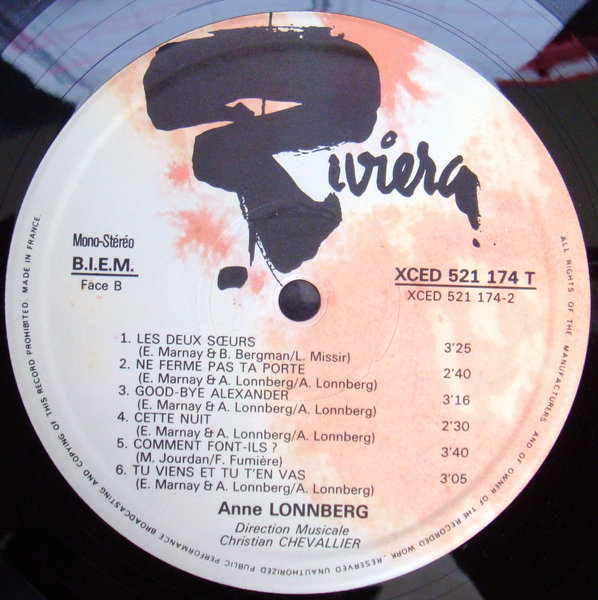 Riviera
Mono-Stéréo
B.I.E.M.
Face B
XCED 521 174 T
XCED 521 174-2
1. LES DEUX SŒURS 3'25
(E. Marnay & B. Bergman/L. Missir)
2. NE FERME PAS TA PORTE 2'40
(E. Marnay & A. Lonnberg/A. Lonnberg)
3. GOOD-BYE ALEXANDER 3'16
(E. Marnay & A. Lonnberg/A. Lonnberg)
4. CETTE NUIT 2'30
(E. Marnay & A. Lonnberg/A. Lonnberg)
5. COMMENT FONT-ILS ? 3'40
(M. Jourdan/F. Fumière)
6. TU VIENS ET TU T'EN VAS 3'05
(E. Marnay & A. Lonnberg/A. Lonnberg)
Anne LONNBERG
Direction Musicale
Christian CHEVALLIER
ALL RIGHTS OF THE MANUFACTURERS AND OF OWNER OF THE RECORDED WORK. RESERVED UNAUTHORIZED PUBLIC PERFORMANCE BROADCASTING AND COPYING OF THIS RECORD PROHIBITED. MADE IN FRANCE.